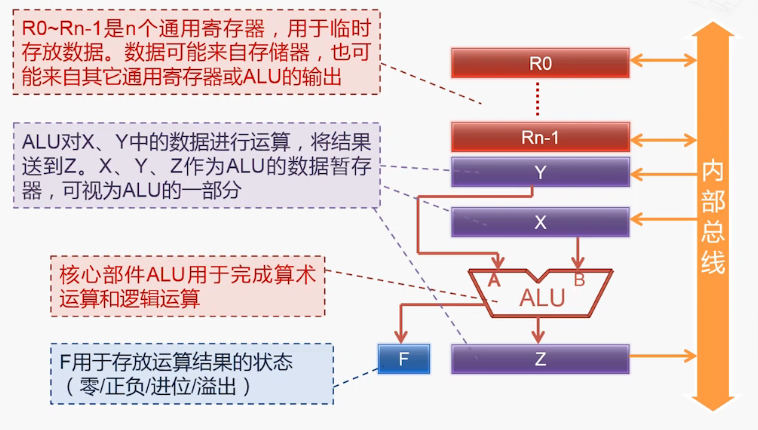 R0~Rn-1是n个通用寄存器，用于临时
存放数据。数据可能来自存储器，也可
能来自其它通用寄存器或ALU的输出
R0
Rn-1
ALU对X、Y中的数据进行运算，将结果
送到Z。X、Y、Z作为ALU的数据暂存
器，可视为ALU的一部分
Y
X
内部总线
核心部件ALU用于完成算术
运算和逻辑运算
A
B
ALU
F用于存放运算结果的状态
（零/正负/进位/溢出）
F
Z